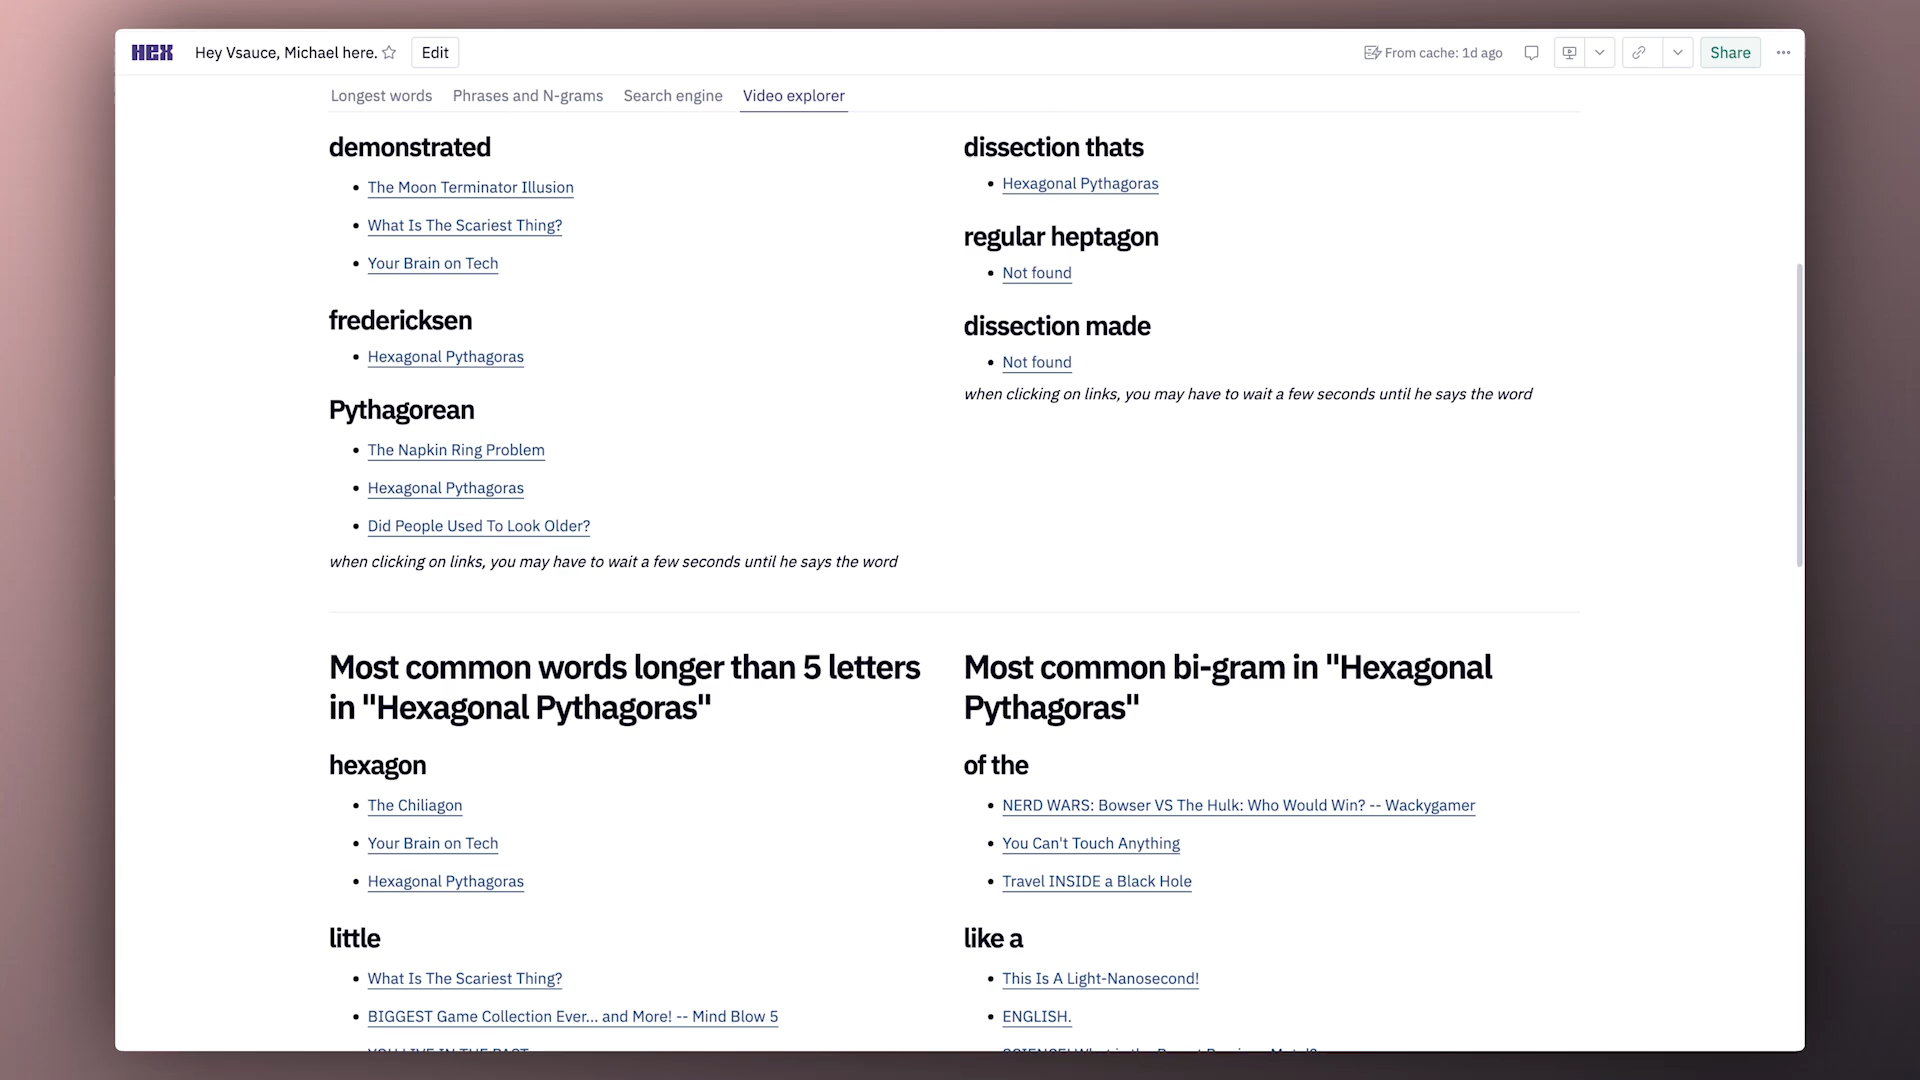 HEX Hey Vsauce, Michael here. Edit From cache: 1d ago Share
Longest words Phrases and N-grams Search engine Video explorer
demonstrated
The Moon Terminator Illusion
What Is The Scariest Thing?
Your Brain on Tech
fredericksen
Hexagonal Pythagoras
Pythagorean
The Napkin Ring Problem
Hexagonal Pythagoras
Did People Used To Look Older?
when clicking on links, you may have to wait a few seconds until he says the word
dissection thats
Hexagonal Pythagoras
regular heptagon
Not found
dissection made
Not found
when clicking on links, you may have to wait a few seconds until he says the word
Most common words longer than 5 letters
in "Hexagonal Pythagoras"
hexagon
The Chiliagon
Your Brain on Tech
Hexagonal Pythagoras
little
What Is The Scariest Thing?
BIGGEST Game Collection Ever... and More! -- Mind Blow 5
YOU LIVE IN THE PAST
Most common bi-gram in "Hexagonal
Pythagoras"
of the
NERD WARS: Bowser VS The Hulk: Who Would Win? -- Wackygamer
You Can't Touch Anything
Travel INSIDE a Black Hole
like a
This Is A Light-Nanosecond!
ENGLISH.